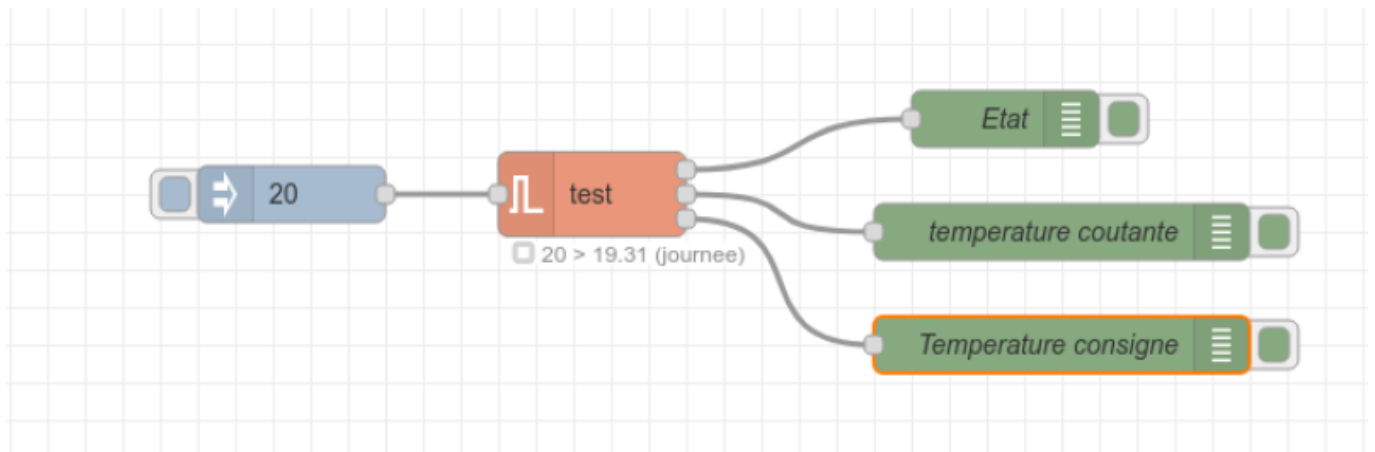 Etat
20
test
temperature coutante
20 > 19.31 (journee)
Temperature consigne